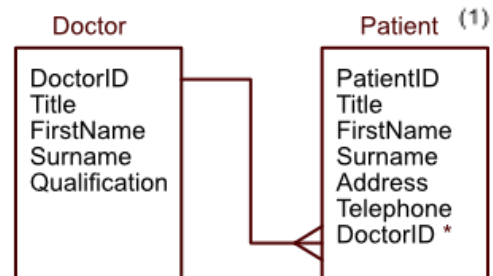 Doctor
DoctorID
Title
FirstName
Surname
Qualification
Patient (1)
PatientID
Title
FirstName
Surname
Address
Telephone
DoctorID *